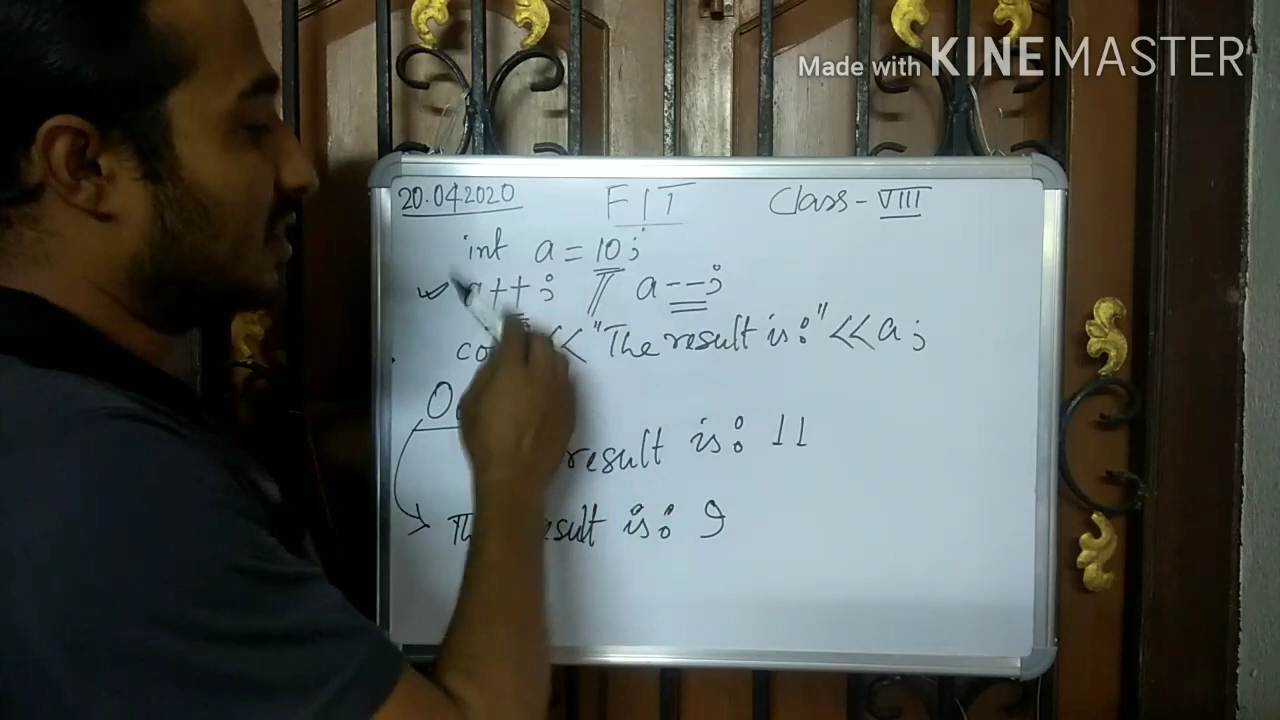 Made with KINEMASTER
20.04.2020 FIT Class-VIII
int a = 10;
a++; // a--;
<< "The result is:" << a;
result is: 11
is: 9